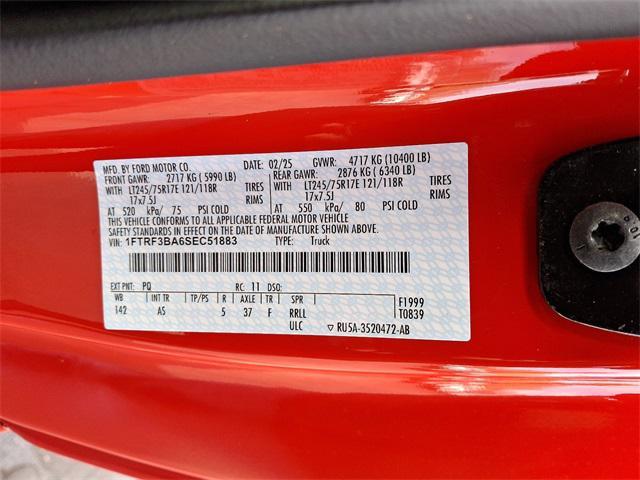 MFD. BY FORD MOTOR CO. DATE: 02/25 GVWR: 4717 KG (10400 LB)
FRONT GAWR: 2717 KG ( 5990 LB) REAR GAWR: 2876 KG ( 6340 LB)
WITH LT245/75R17E 121/118R TIRES WITH LT245/75R17E 121/118R TIRES
17x7.5J RIMS 17x7.5J RIMS
AT 520 kPa/ 75 PSI COLD AT 550 kPa/ 80 PSI COLD
THIS VEHICLE CONFORMS TO ALL APPLICABLE FEDERAL MOTOR VEHICLE
SAFETY STANDARDS IN EFFECT ON THE DATE OF MANUFACTURE SHOWN ABOVE.
VIN: 1FTRF3BA6SEC51883 TYPE: Truck
EXT PNT: PQ RC: 11 DSO:
WB INT TR TP/PS R AXLE TR SPR F1999
142 AS 5 37 F RRLL T0839
ULC ▽ RU5A-3520472-AB